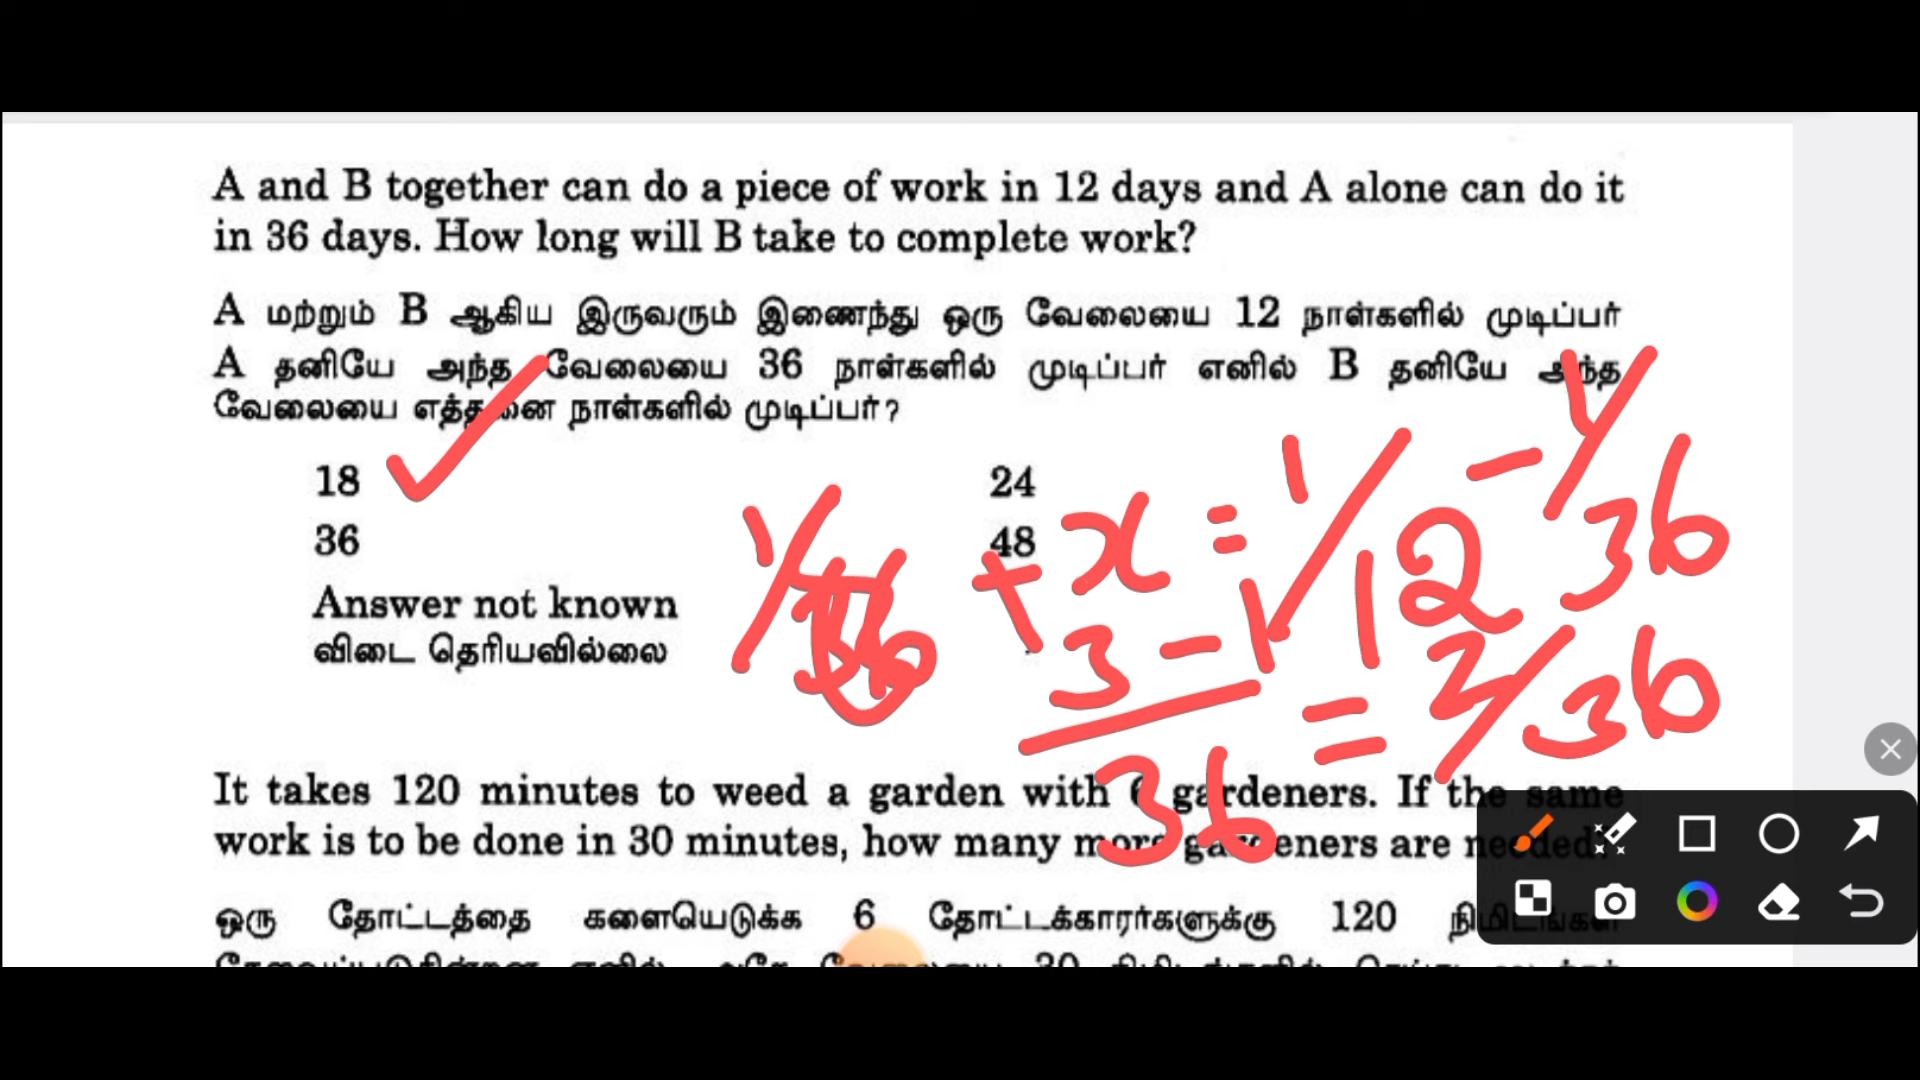 A and B together can do a piece of work in 12 days and A alone can do it
in 36 days. How long will B take to complete work?
A மற்றும் B ஆகிய இருவரும் இணைந்து ஒரு வேலையை 12 நாள்களில் முடிப்பர்
A தனியே அந்த வேலையை 36 நாள்களில் முடிப்பர் எனில் B தனியே அந்த
வேலையை எத்தனை நாள்களில் முடிப்பர்?
18 24
36 48
Answer not known
விடை தெரியவில்லை
1/36 + x = 1/12 - 1/36
3 - 1
36
= 2/36
It takes 120 minutes to weed a garden with 6 gardeners. If the same
work is to be done in 30 minutes, how many more gardeners are needed
ஒரு தோட்டத்தை களையெடுக்க 6 தோட்டக்காரர்களுக்கு 120 நிமிடங்கள்